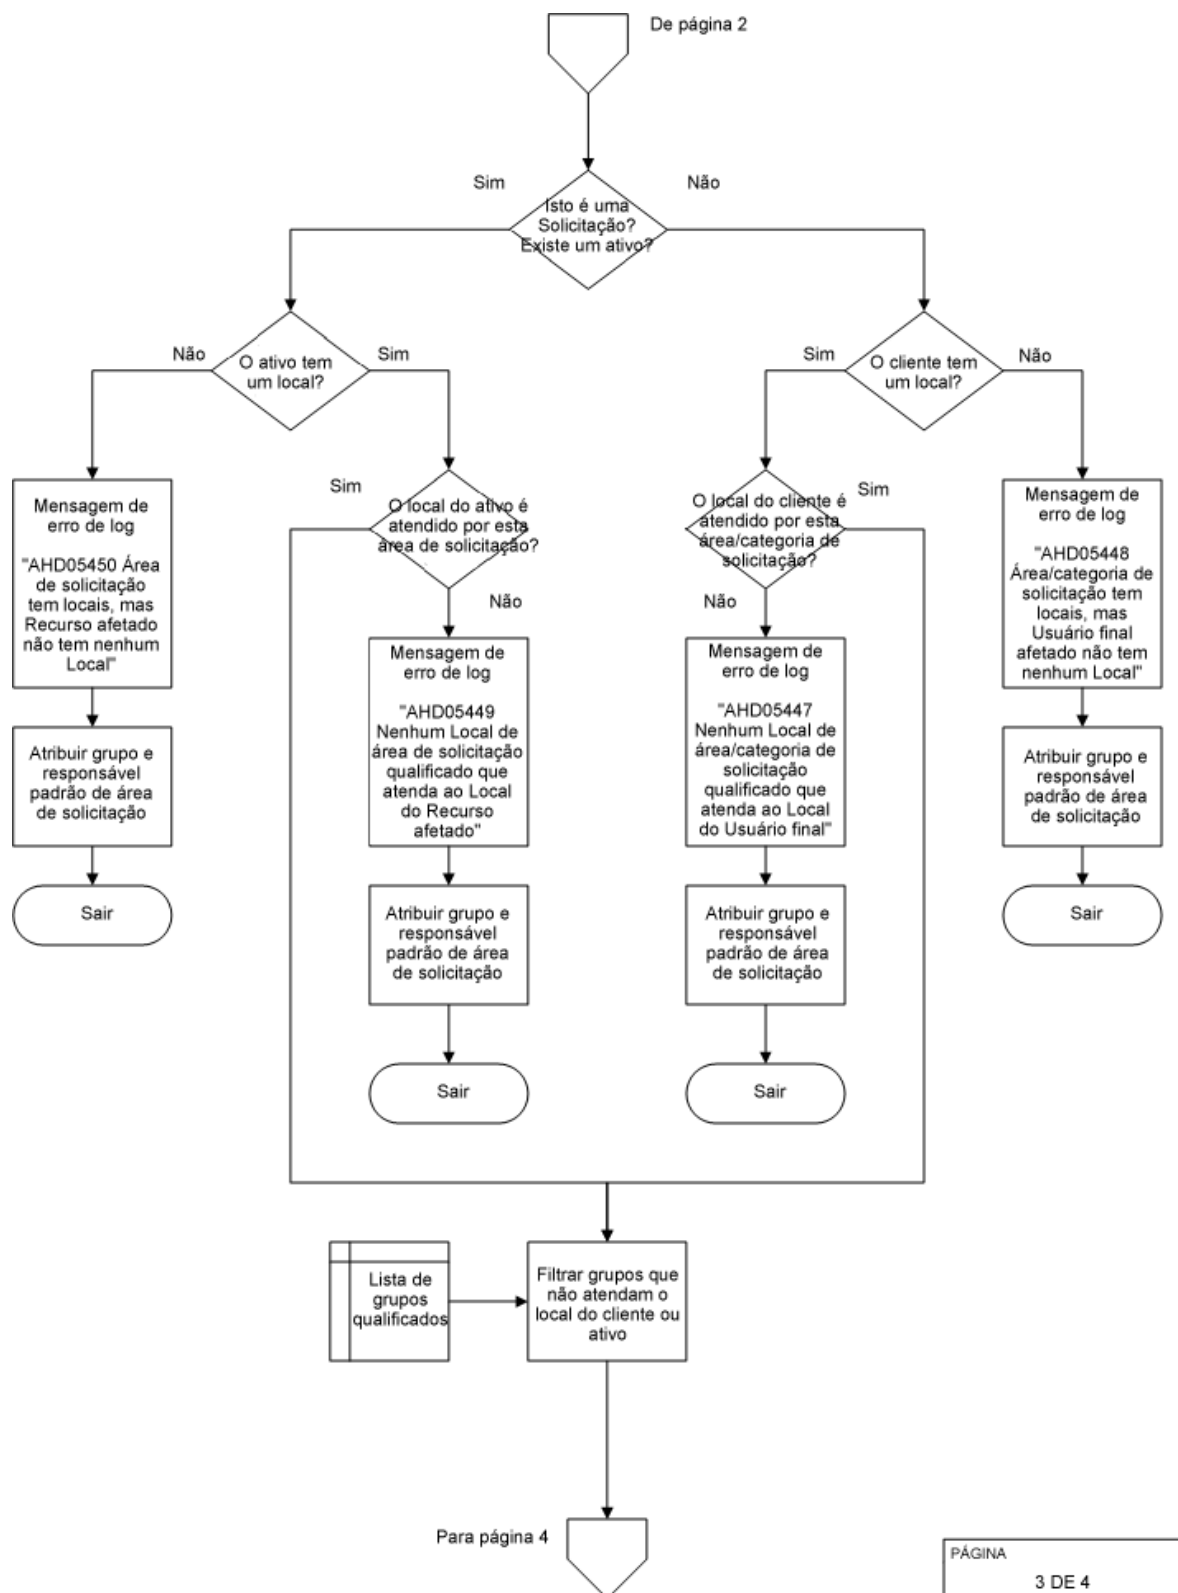 De página 2
Sim
Não
Isto é uma
Solicitação?
Existe um ativo?
Não
O ativo tem
um local?
Sim
Sim
O cliente tem
um local?
Não
Mensagem de
erro de log
"AHD05450 Área
de solicitação
tem locais, mas
Recurso afetado
não tem nenhum
Local"
Sim
O local do ativo é
atendido por esta
área de solicitação?
Não
O local do cliente é
atendido por esta
área/categoria de
solicitação?
Sim
Não
Mensagem de
erro de log
"AHD05448
Área/categoria de
solicitação tem
locais, mas
Usuário final
afetado não tem
nenhum Local"
Mensagem de
erro de log
"AHD05449
Nenhum Local de
área de solicitação
qualificado que
atenda ao Local
do Recurso
afetado"
Mensagem de
erro de log
"AHD05447
Nenhum Local de
área/categoria de
solicitação
qualificado que
atenda ao Local
do Usuário final"
Atribuir grupo e
responsável
padrão de área
de solicitação
Atribuir grupo e
responsável
padrão de área
de solicitação
Sair
Atribuir grupo e
responsável
padrão de área
de solicitação
Atribuir grupo e
responsável
padrão de área
de solicitação
Sair
Sair
Sair
Lista de
grupos
qualificados
Filtrar grupos que
não atendam o
local do cliente ou
ativo
Para página 4
PÁGINA
3 DE 4